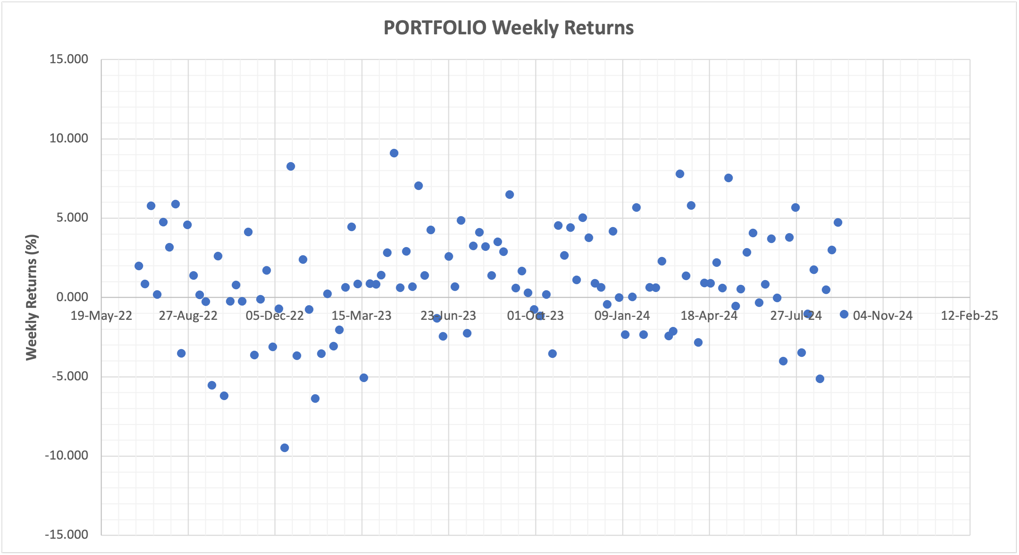 PORTFOLIO Weekly Returns
15.000
10.000
5.000
0.000
19-May-22 27-Aug-22 05-Dec-22 15-Mar-23 23-Jun-23 01-Oct-23 09-Jan-24 18-Apr-24 27-Jul-24 04-Nov-24 12-Feb-25
-5.000
-10.000
-15.000
Weekly Returns (%)